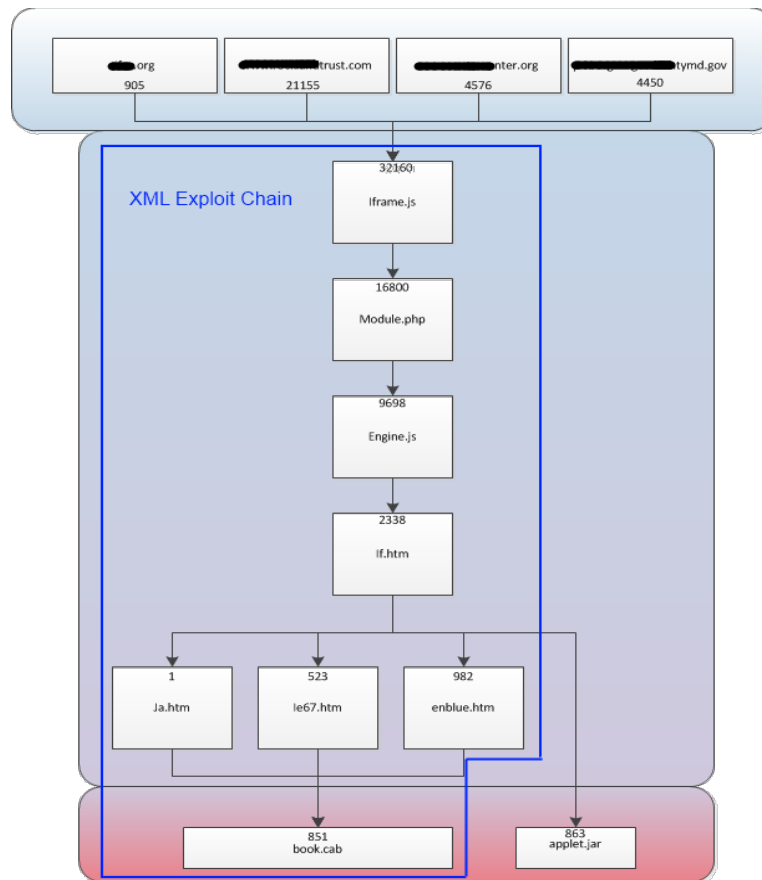 .org
trust.com
nter.org
tymd.gov
905
21155
4576
4450
32160
Iframe.js
XML Exploit Chain
16800
Module.php
9698
Engine.js
2338
If.htm
1
523
982
Ja.htm
Ie67.htm
enblue.htm
851
863
book.cab
applet.jar